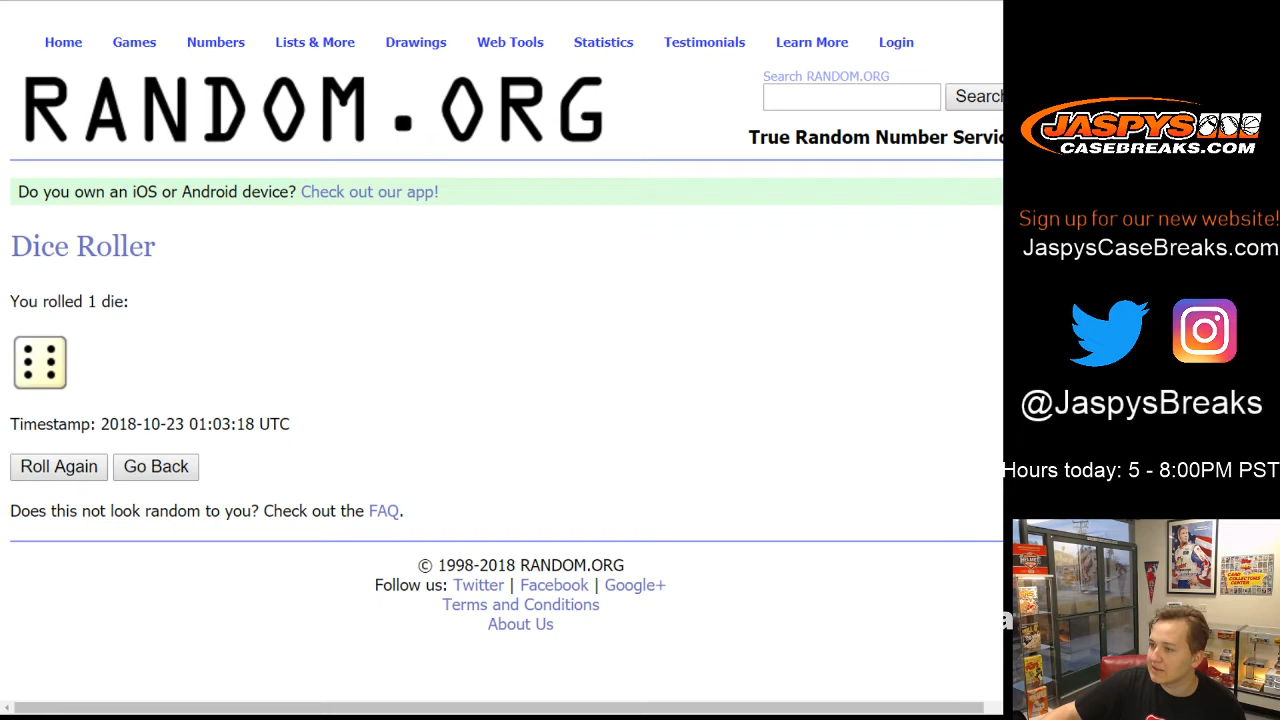 Home Games Numbers Lists & More Drawings Web Tools Statistics Testimonials Learn More Login
RANDOM.ORG
Search RANDOM.ORG
Search
True Random Number Servic
Do you own an iOS or Android device? Check out our app!
Dice Roller
You rolled 1 die:
Timestamp: 2018-10-23 01:03:18 UTC
Roll Again Go Back
Does this not look random to you? Check out the FAQ.
© 1998-2018 RANDOM.ORG
Follow us: Twitter | Facebook | Google+
Terms and Conditions
About Us
JASPYS
CASEBREAKS.COM
Sign up for our new website!
JaspysCaseBreaks.com
@JaspysBreaks
Hours today: 5 - 8:00PM PST